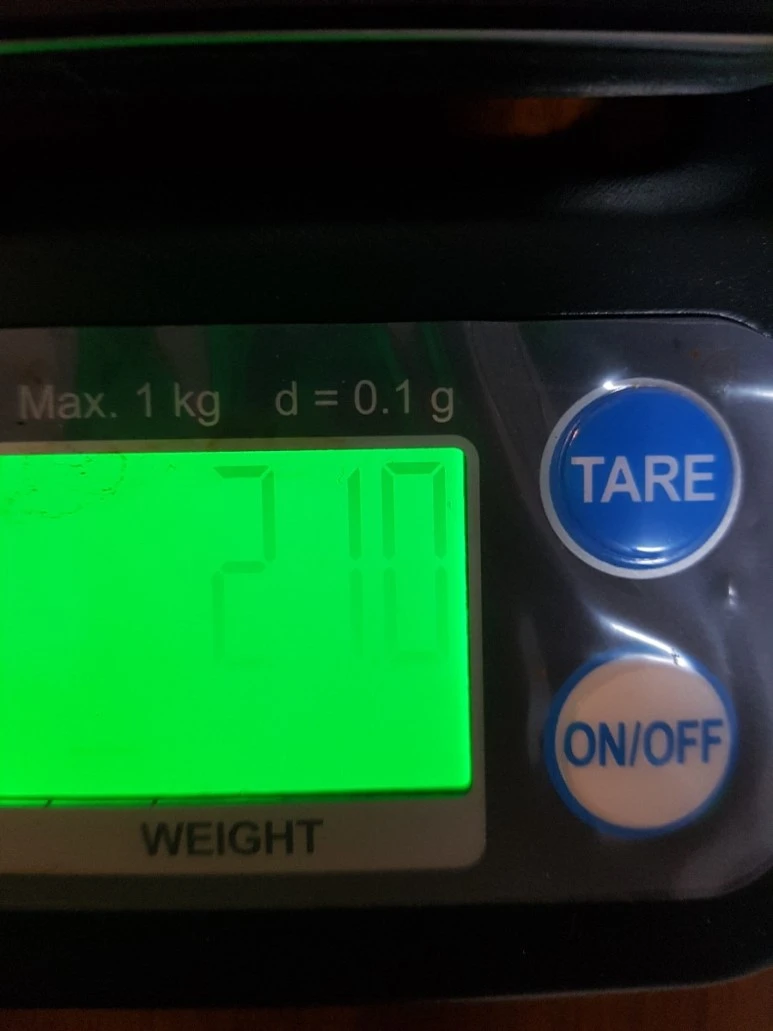 Max. 1 kg d = 0.1 g
210
TARE
ON/OFF
WEIGHT